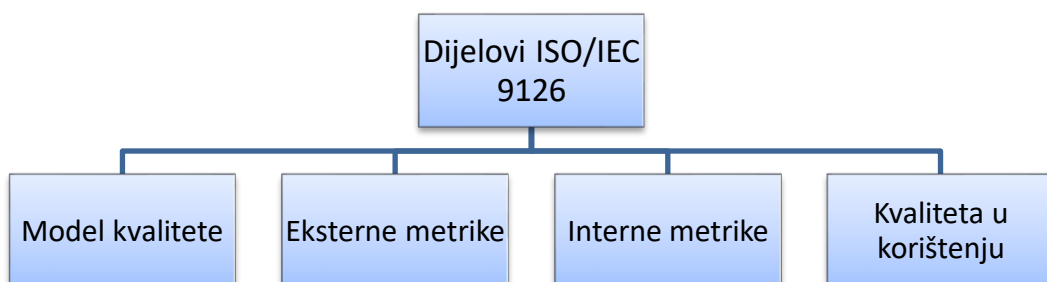 Dijelovi ISO/IEC
9126
Model kvalitete
Eksterne metrike
Interne metrike
Kvaliteta u
korištenju